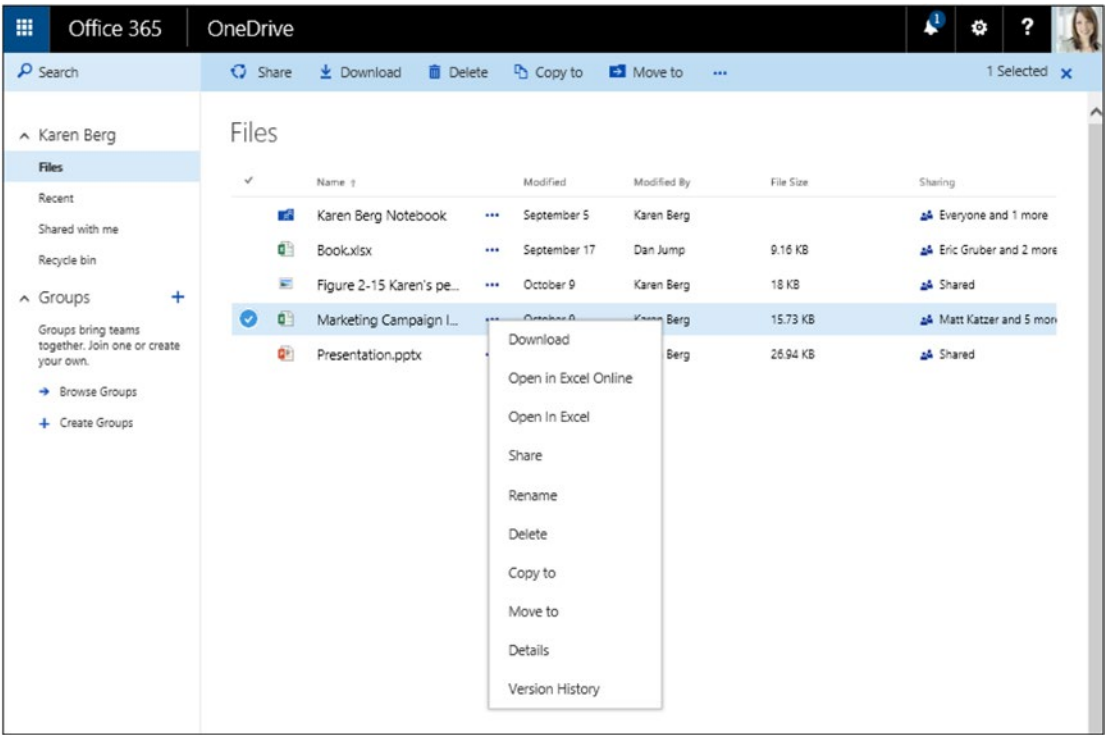 Office 365 OneDrive 1 ?
Search Share Download Delete Copy to Move to ... 1 Selected
Karen Berg
Files
Recent
Shared with me
Recycle bin
Groups
Groups bring teams
together. Join one or create
your own.
Browse Groups
Create Groups
Files
Name Modified Modified By File Size Sharing
Karen Berg Notebook ... September 5 Karen Berg Everyone and 1 more
Book.xlsx ... September 17 Dan Jump 9.16 KB Eric Gruber and 2 more
Figure 2-15 Karen's pe... ... October 9 Karen Berg 18 KB Shared
Marketing Campaign I... ... Berg 15.73 KB Matt Katzer and 5 more
Presentation.pptx Berg 26.94 KB Shared
Download
Open in Excel Online
Open In Excel
Share
Rename
Delete
Copy to
Move to
Details
Version History